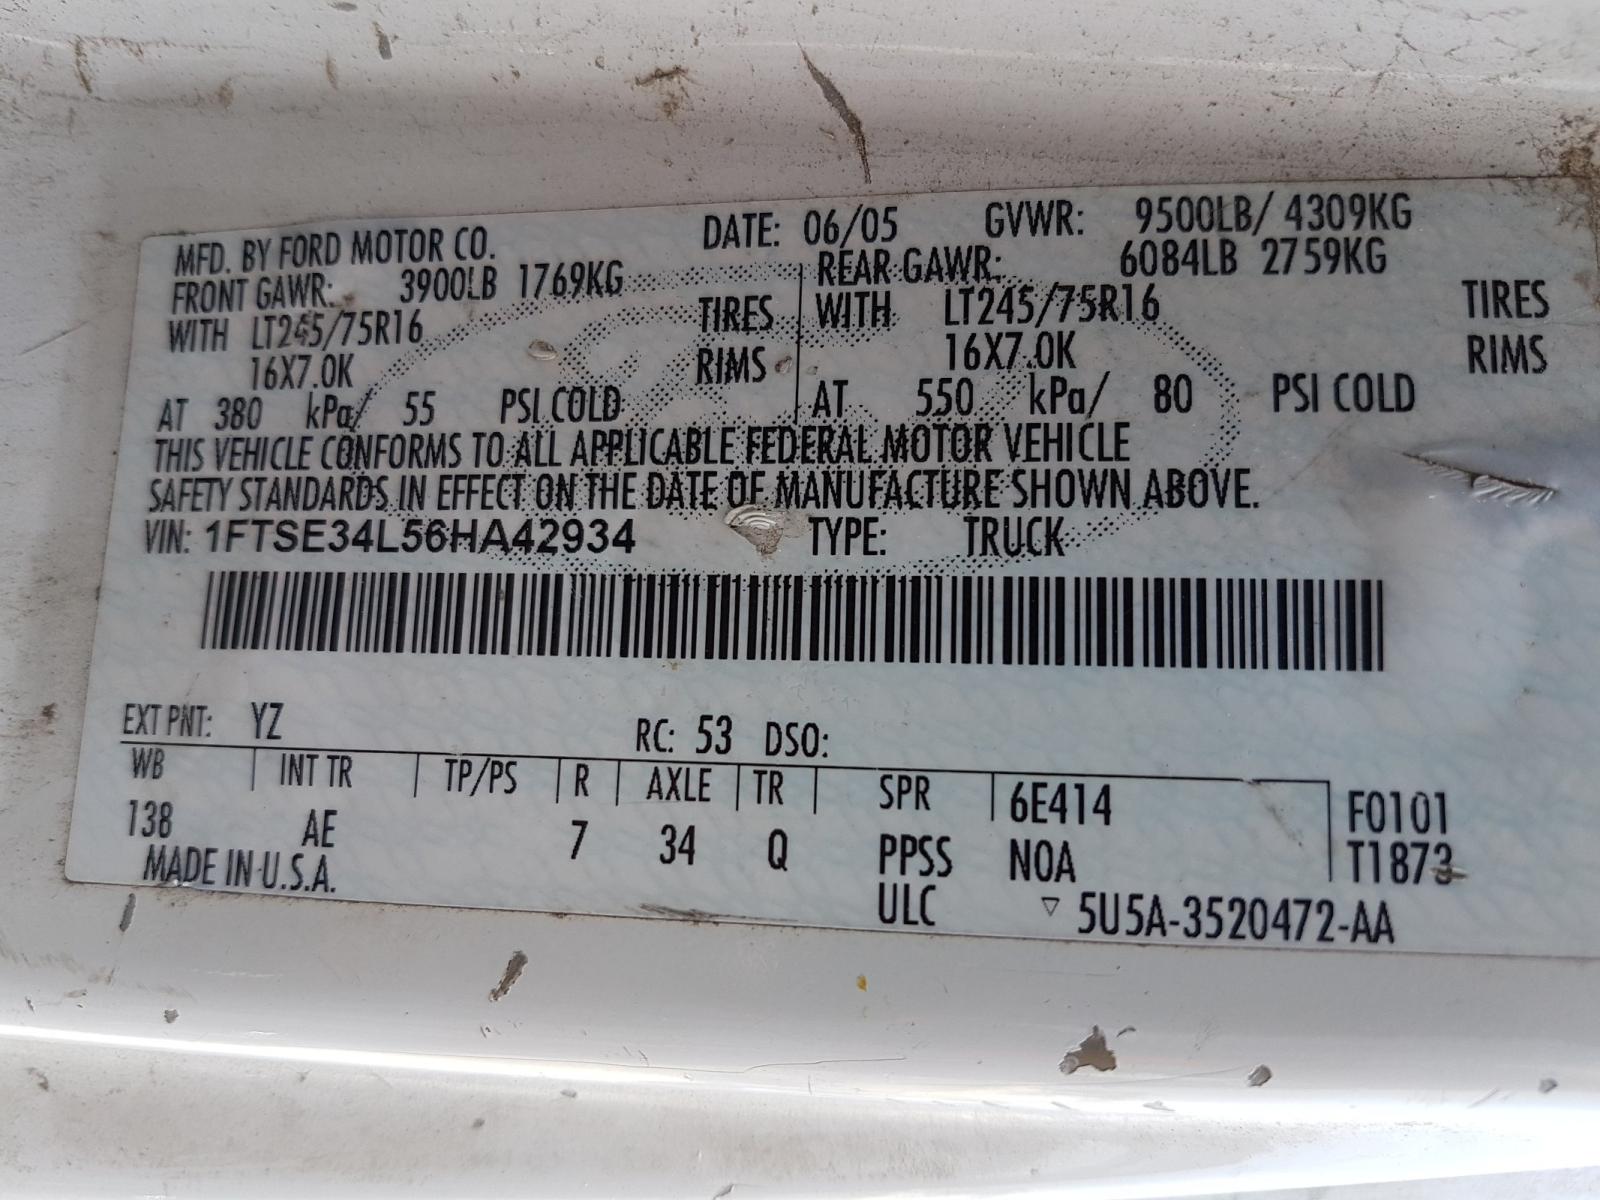 MFD. BY FORD MOTOR CO. DATE: 06/05 GVWR: 9500LB/ 4309KG
FRONT GAWR: 3900LB 1769KG REAR GAWR: 6084LB 2759KG
WITH LT245/75R16 TIRES WITH LT245/75R16 TIRES
16X7.0K RIMS 16X7.0K RIMS
AT 380 kPa/ 55 PSI COLD AT 550 kPa/ 80 PSI COLD
THIS VEHICLE CONFORMS TO ALL APPLICABLE FEDERAL MOTOR VEHICLE
SAFETY STANDARDS IN EFFECT ON THE DATE OF MANUFACTURE SHOWN ABOVE.
VIN: 1FTSE34L56HA42934 TYPE: TRUCK
EXT PNT: YZ RC: 53 DSO:
WB INT TR TP/PS R AXLE TR SPR 6E414 F0101
138 AE 7 34 Q PPSS NOA T1873
MADE IN U.S.A. ULC ▽ 5U5A-3520472-AA